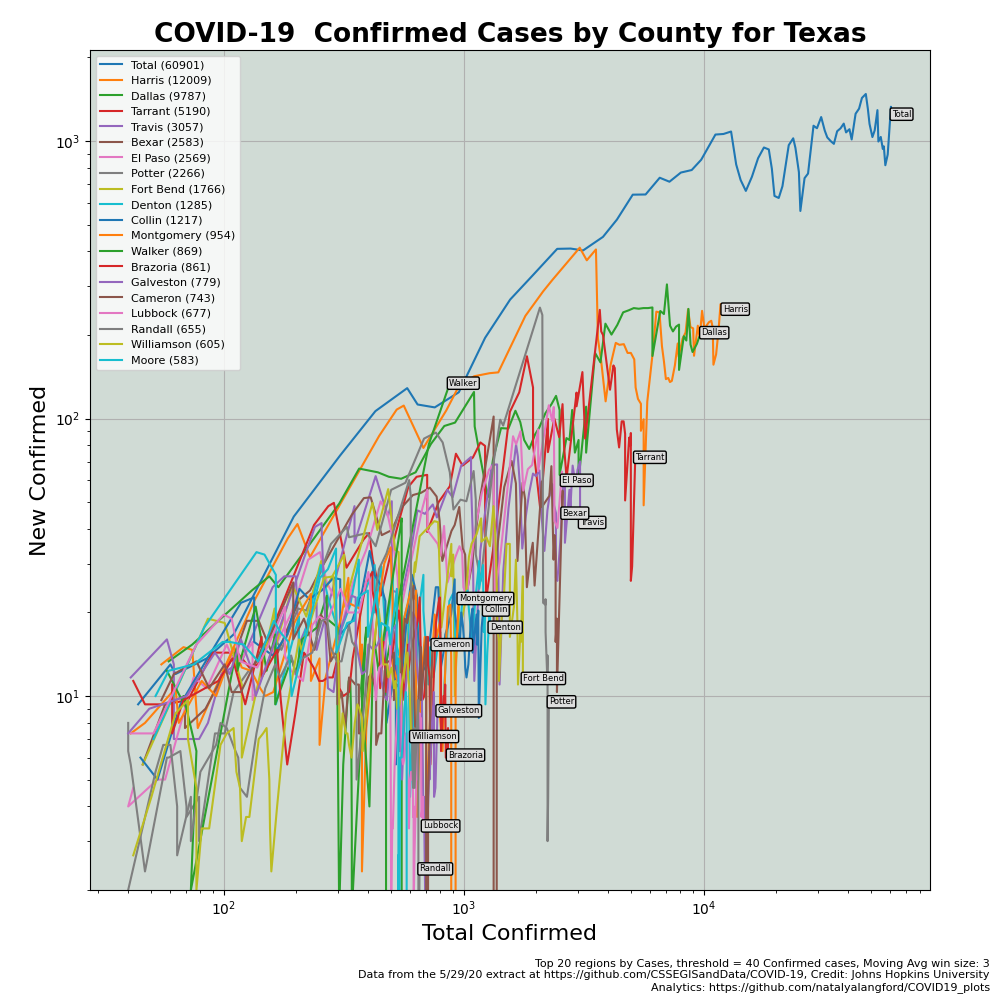 COVID-19  Confirmed Cases by County for Texas
Total (60901)
Harris (12009)
Dallas (9787)
Tarrant (5190)
Travis (3057)
Bexar (2583)
El Paso (2569)
Potter (2266)
Fort Bend (1766)
Denton (1285)
Collin (1217)
Montgomery (954)
Walker (869)
Brazoria (861)
Galveston (779)
Cameron (743)
Lubbock (677)
Randall (655)
Williamson (605)
Moore (583)
Total
Harris
Dallas
Walker
Tarrant
El Paso
Bexar
Travis
Montgomery
Collin
Denton
Cameron
Fort Bend
Potter
Galveston
Williamson
Brazoria
Lubbock
Randall
New Confirmed
10³
10²
10¹
10² 10³ 10⁴
Total Confirmed
Top 20 regions by Cases, threshold = 40 Confirmed cases, Moving Avg win size: 3
Data from the 5/29/20 extract at https://github.com/CSSEGISandData/COVID-19, Credit: Johns Hopkins University
Analytics: https://github.com/natalyalangford/COVID19_plots